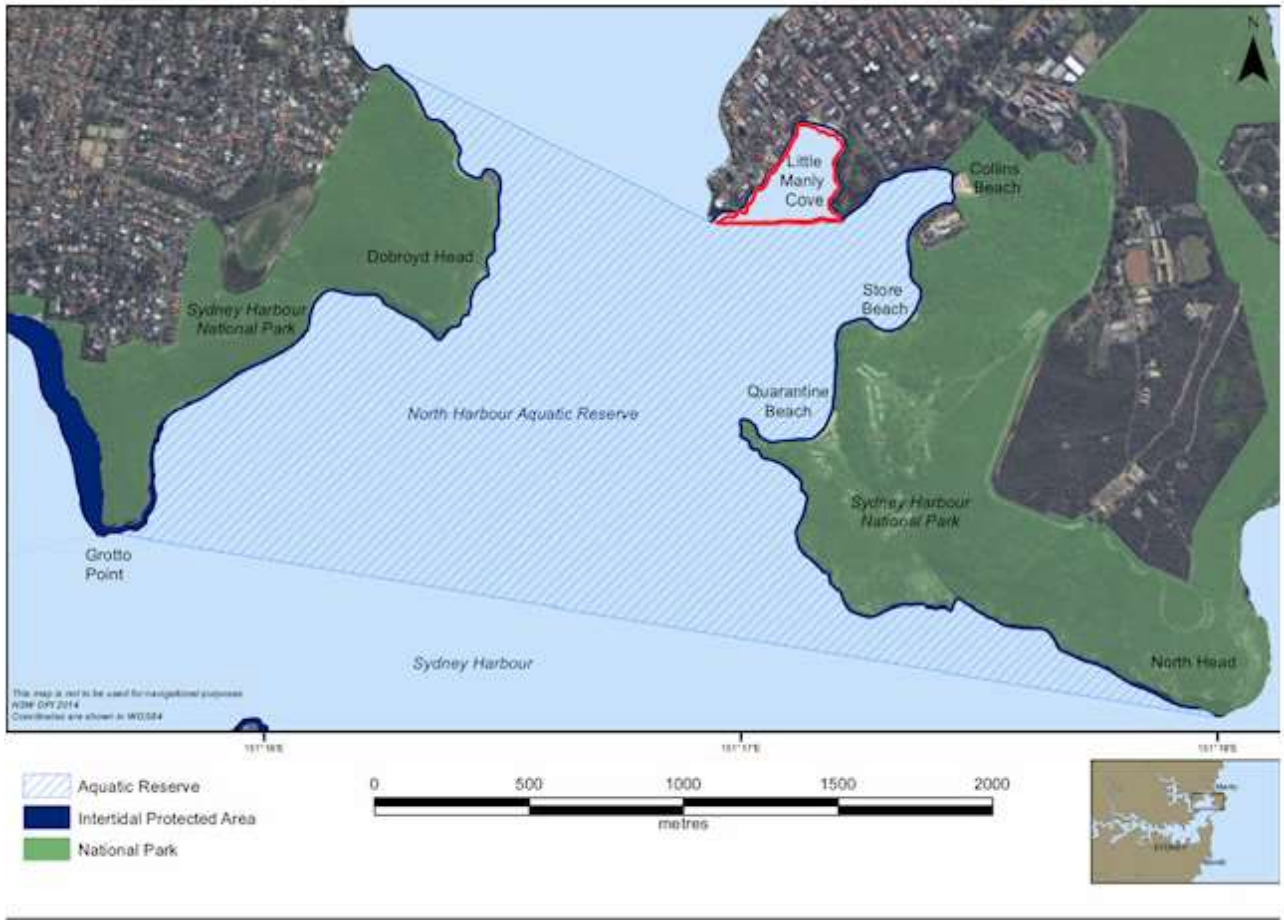 N
Little
Manly
Cove
Collins
Beach
Dobroyd Head
Store
Beach
Sydney Harbour
National Park
Quarantine
Beach
North Harbour Aquatic Reserve
Sydney Harbour
National Park
Grotto
Point
Sydney Harbour
North Head
This map is not to be used for navigational purposes
NSW DPI 2014
Coordinates are shown in WGS84
151°16'E
151°17'E
151°18'E
Aquatic Reserve
Intertidal Protected Area
National Park
0 500 1000 1500 2000
metres
Manly
SYDNEY